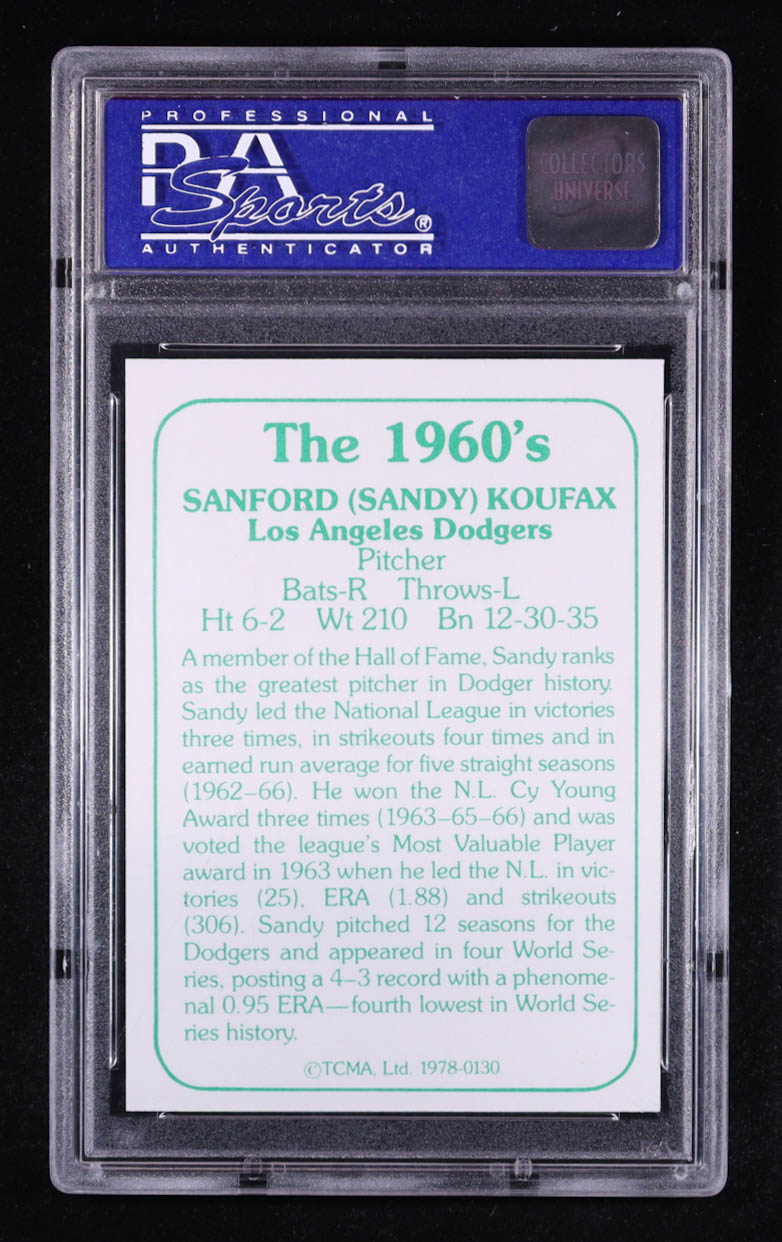 PROFESSIONAL
PSA
Sports®
AUTHENTICATOR
COLLECTORS
UNIVERSE
The 1960's
SANFORD (SANDY) KOUFAX
Los Angeles Dodgers
Pitcher
Bats-R Throws-L
Ht 6-2 Wt 210 Bn 12-30-35
A member of the Hall of Fame, Sandy ranks
as the greatest pitcher in Dodger history.
Sandy led the National League in victories
three times, in strikeouts four times and in
earned run average for five straight seasons
(1962–66). He won the N.L. Cy Young
Award three times (1963–65–66) and was
voted the league's Most Valuable Player
award in 1963 when he led the N.L. in vic-
tories (25), ERA (1.88) and strikeouts
(306). Sandy pitched 12 seasons for the
Dodgers and appeared in four World Se-
ries, posting a 4–3 record with a phenome-
nal 0.95 ERA—fourth lowest in World Se-
ries history.
©TCMA, Ltd. 1978-0130